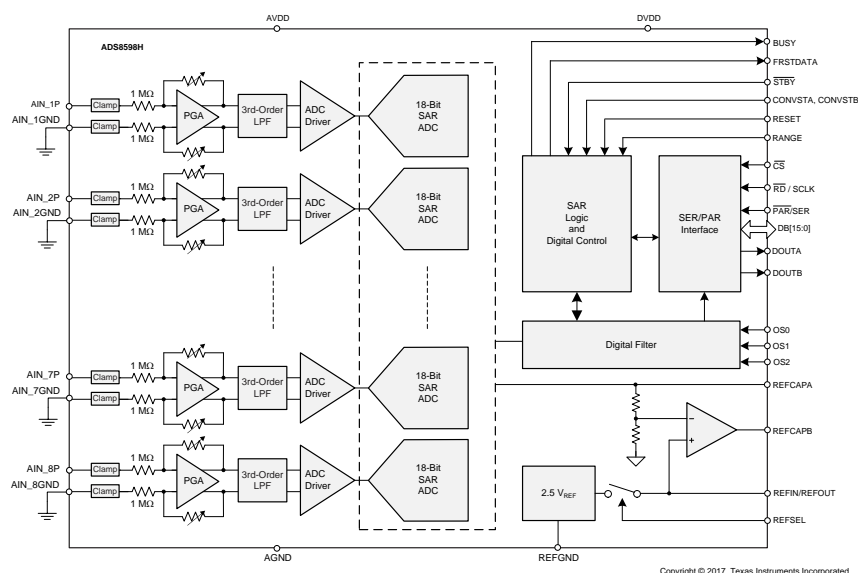 AVDD
DVDD
ADS8598H
BUSY
FRSTDATA
STBY
CONVSTA, CONVSTB
RESET
RANGE
CS
RD / SCLK
PAR/SER
DB[15:0]
DOUTA
DOUTB
OS0
OS1
OS2
REFCAPA
REFCAPB
REFIN/REFOUT
REFSEL
AIN_1P
AIN_1GND
Clamp
Clamp
1 MΩ
1 MΩ
PGA
3rd-Order
LPF
ADC
Driver
18-Bit
SAR
ADC
AIN_2P
AIN_2GND
Clamp
Clamp
1 MΩ
1 MΩ
PGA
3rd-Order
LPF
ADC
Driver
18-Bit
SAR
ADC
AIN_7P
AIN_7GND
Clamp
Clamp
1 MΩ
1 MΩ
PGA
3rd-Order
LPF
ADC
Driver
18-Bit
SAR
ADC
AIN_8P
AIN_8GND
Clamp
Clamp
1 MΩ
1 MΩ
PGA
3rd-Order
LPF
ADC
Driver
18-Bit
SAR
ADC
SAR
Logic
and
Digital Control
SER/PAR
Interface
Digital Filter
2.5 VREF
AGND
REFGND
Copyright © 2017, Texas Instruments Incorporated